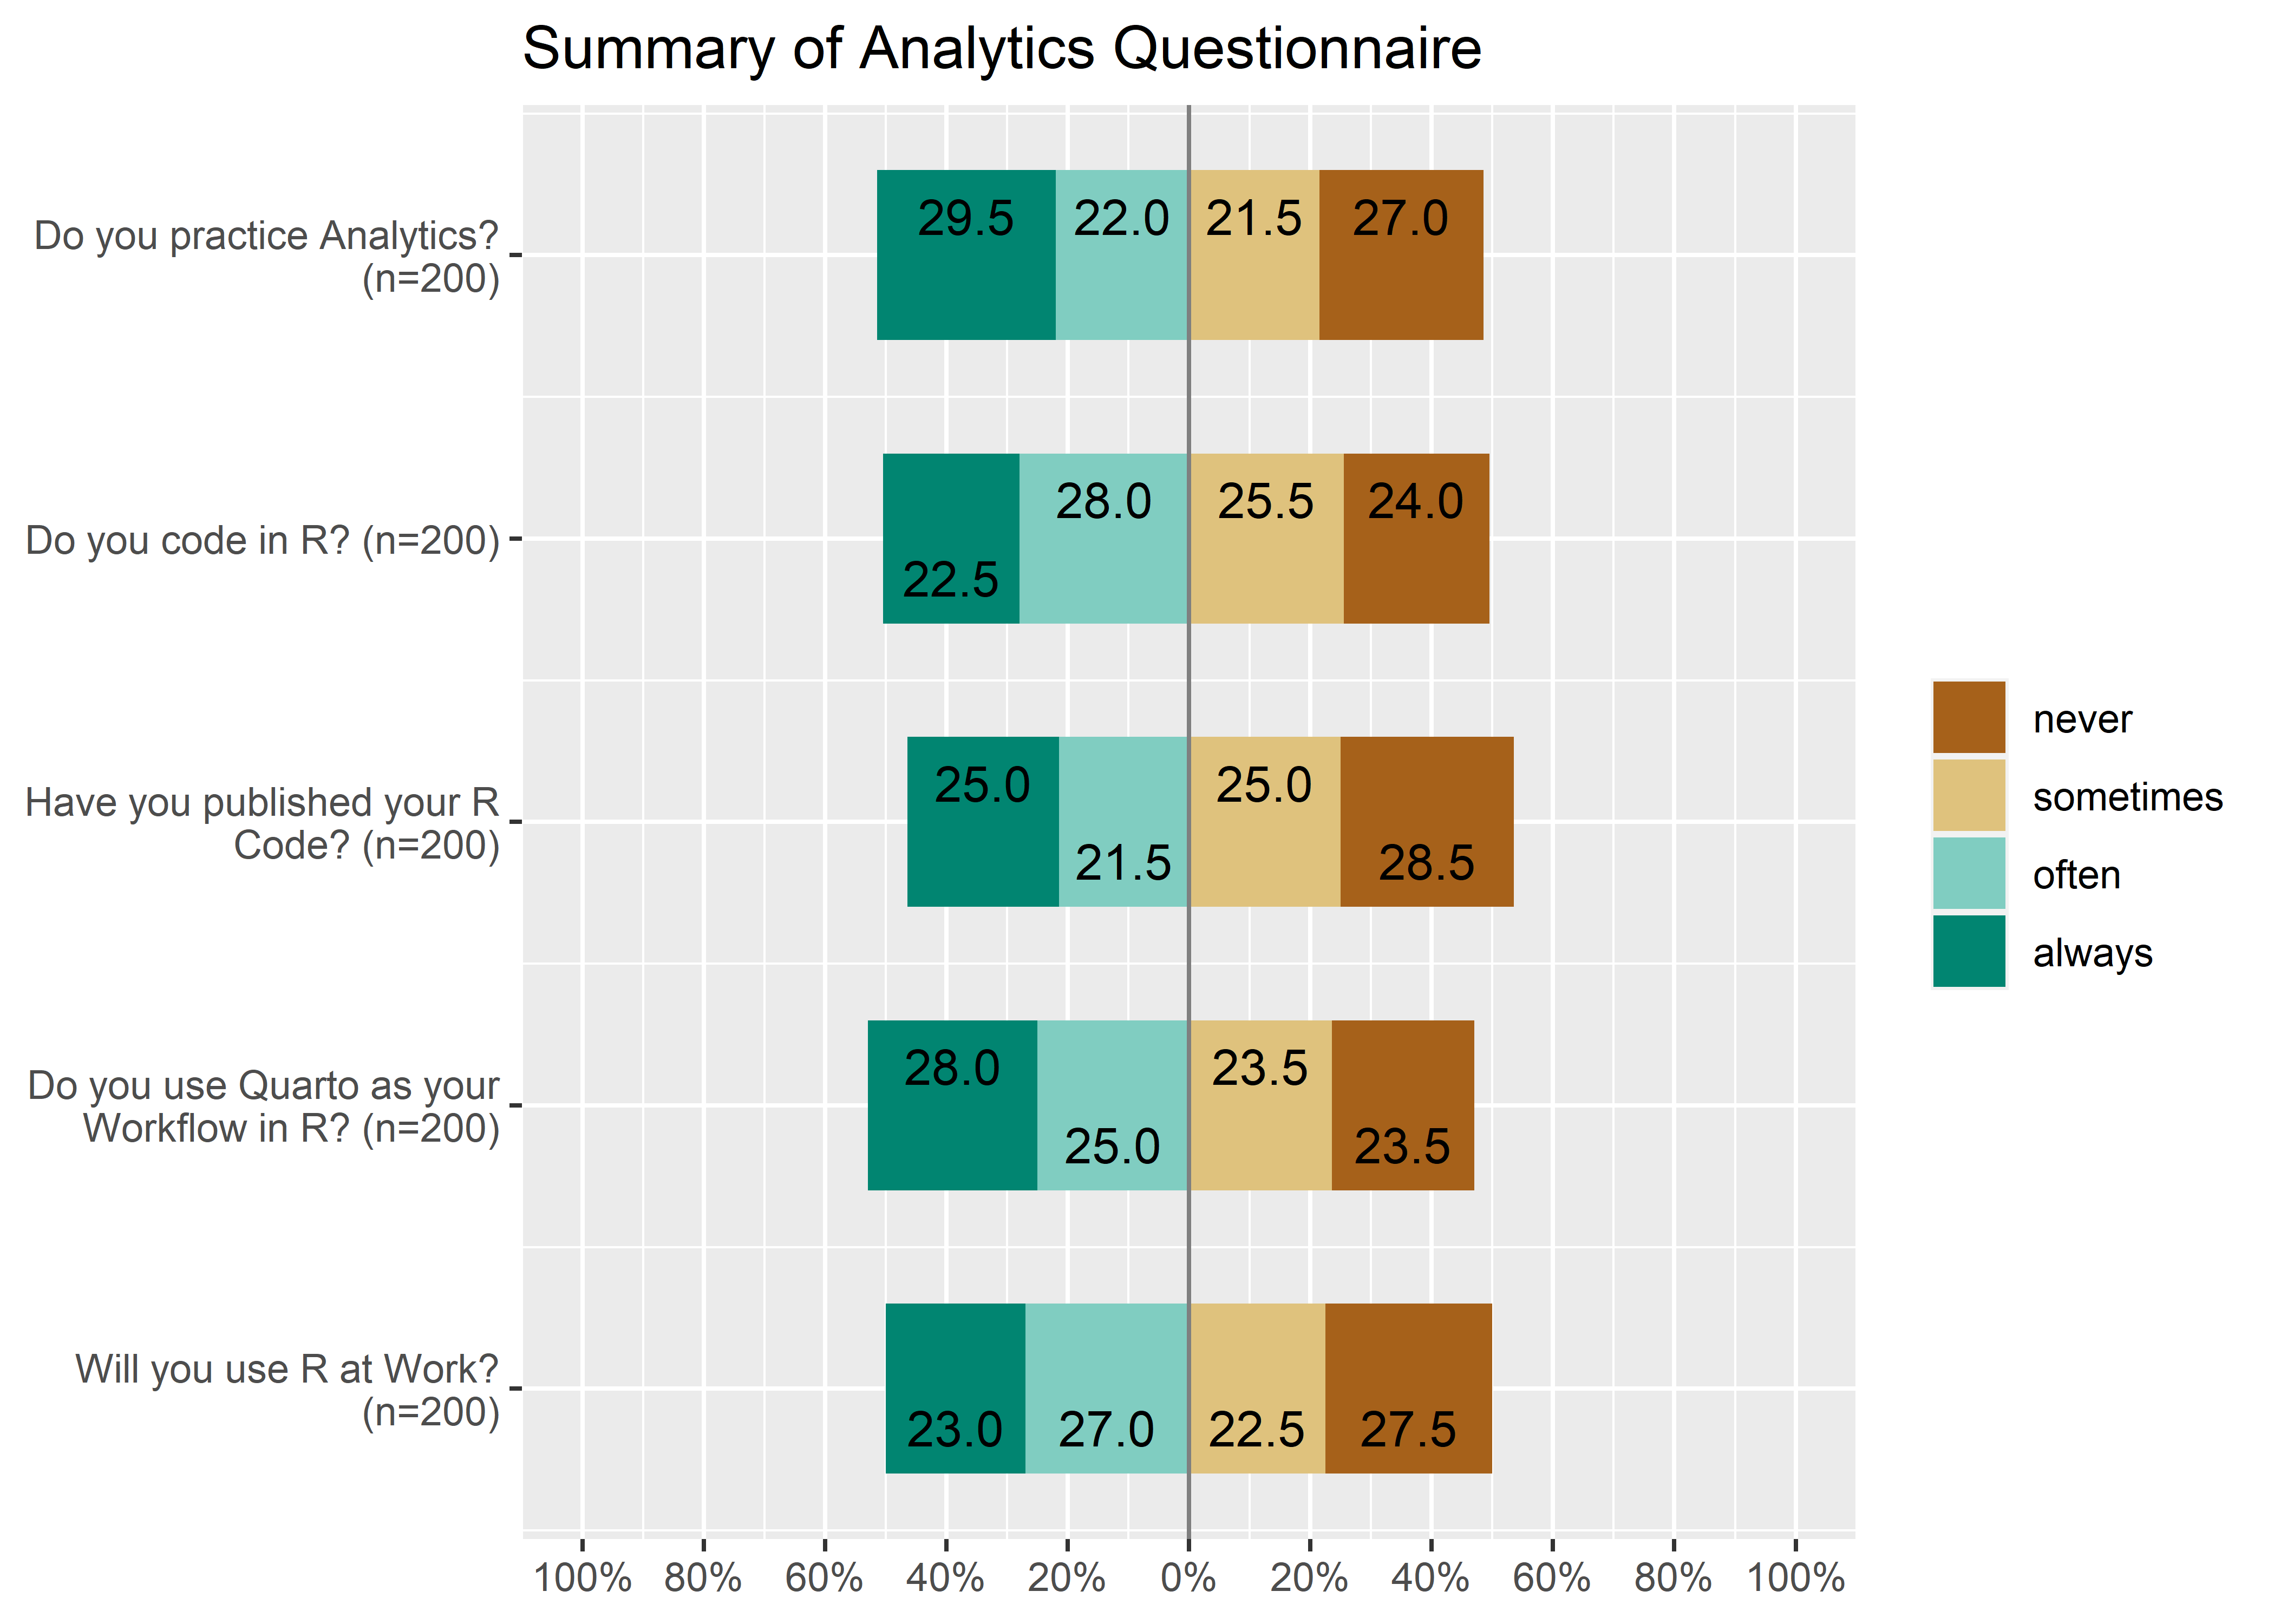 Summary of Analytics Questionnaire
Do you practice Analytics?
(n=200)
29.5 22.0 21.5 27.0
Do you code in R? (n=200)
28.0 25.5 24.0
22.5
Have you published your R
Code? (n=200)
25.0 25.0
21.5 28.5
Do you use Quarto as your
Workflow in R? (n=200)
28.0 23.5
25.0 23.5
Will you use R at Work?
(n=200)
23.0 27.0 22.5 27.5
100% 80% 60% 40% 20% 0% 20% 40% 60% 80% 100%
never
sometimes
often
always